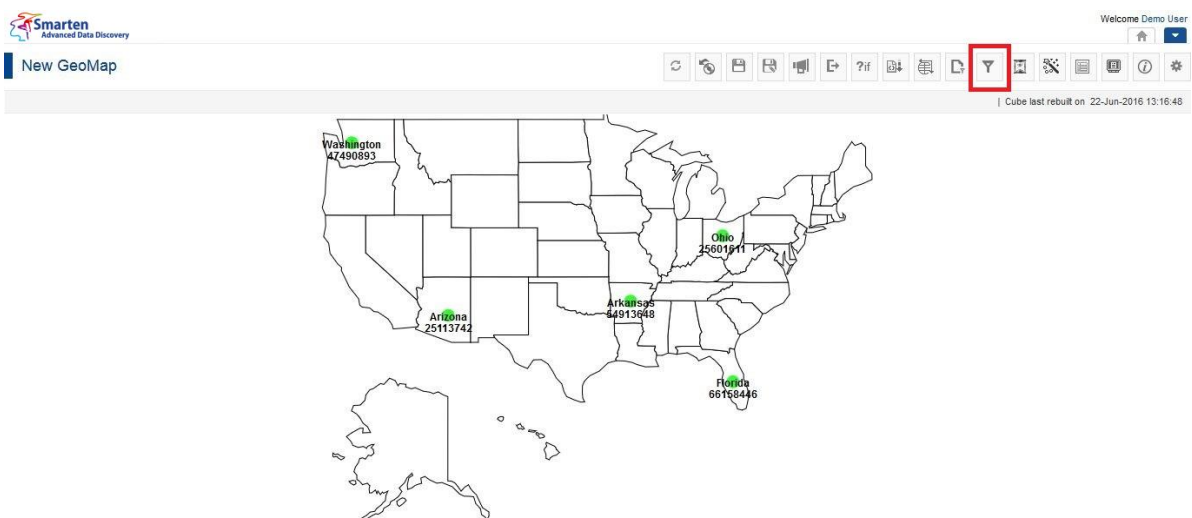 Smarten
Advanced Data Discovery
Welcome Demo User
New GeoMap
?if
| Cube last rebuilt on 22-Jun-2016 13:16:48
Washington
47490893
Ohio
25601611
Arkansas
54913648
Arizona
25113742
Florida
66158446